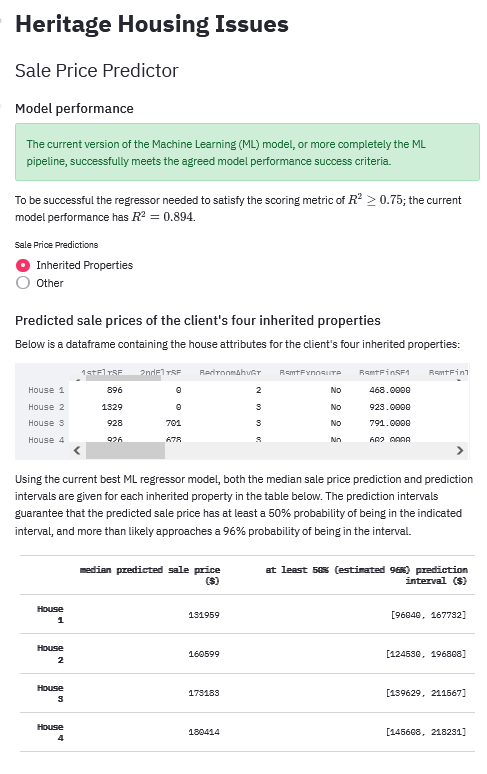 Heritage Housing Issues
Sale Price Predictor
Model performance
The current version of the Machine Learning (ML) model, or more completely the ML
pipeline, successfully meets the agreed model performance success criteria.
To be successful the regressor needed to satisfy the scoring metric of R² ≥ 0.75; the current
model performance has R² = 0.894.
Sale Price Predictions
Inherited Properties
Other
Predicted sale prices of the client's four inherited properties
Below is a dataframe containing the house attributes for the client's four inherited properties:
1stFlrSF 2ndFlrSF BedroomAbvGr BsmtExposure BsmtFinSF1
House 1 896 0 2 No 468.0000
House 2 1329 0 3 No 923.0000
House 3 928 701 3 No 791.0000
House 4 926 678 3 No 602.0000
Using the current best ML regressor model, both the median sale price prediction and prediction
intervals are given for each inherited property in the table below. The prediction intervals
guarantee that the predicted sale price has at least a 50% probability of being in the indicated
interval, and more than likely approaches a 96% probability of being in the interval.
median predicted sale price ($) at least 50% (estimated 96%) prediction interval ($)
House 1 131959 [96040, 167732]
House 2 160599 [124530, 196808]
House 3 173183 [139629, 211567]
House 4 180414 [145608, 218231]